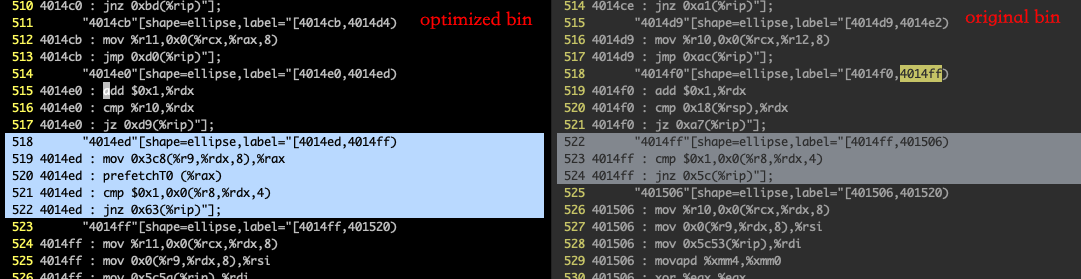 510 4014c0 : jnz 0xbd(%rip)"];
511 "4014cb"[shape=ellipse,label="[4014cb,4014d4)
512 4014cb : mov %r11,0x0(%rcx,%rax,8)
513 4014cb : jmp 0xd0(%rip)"];
514 "4014e0"[shape=ellipse,label="[4014e0,4014ed)
515 4014e0 : add $0x1,%rdx
516 4014e0 : cmp %r10,%rdx
517 4014e0 : jz 0xd9(%rip)"];
518 "4014ed"[shape=ellipse,label="[4014ed,4014ff)
519 4014ed : mov 0x3c8(%r9,%rdx,8),%rax
520 4014ed : prefetchT0 (%rax)
521 4014ed : cmp $0x1,0x0(%r8,%rdx,4)
522 4014ed : jnz 0x63(%rip)"];
523 "4014ff"[shape=ellipse,label="[4014ff,401520)
524 4014ff : mov %r11,0x0(%rcx,%rdx,8)
525 4014ff : mov 0x0(%r9,%rdx,8),%rsi
526 4014ff : mov 0x5c5a(%rip),%rdi
optimized bin
514 4014ce : jnz 0xa1(%rip)"];
515 "4014d9"[shape=ellipse,label="[4014d9,4014e2)
516 4014d9 : mov %r10,0x0(%rcx,%r12,8)
517 4014d9 : jmp 0xac(%rip)"];
518 "4014f0"[shape=ellipse,label="[4014f0,4014ff)
519 4014f0 : add $0x1,%rdx
520 4014f0 : cmp 0x18(%rsp),%rdx
521 4014f0 : jz 0xa7(%rip)"];
522 "4014ff"[shape=ellipse,label="[4014ff,401506)
523 4014ff : cmp $0x1,0x0(%r8,%rdx,4)
524 4014ff : jnz 0x5c(%rip)"];
525 "401506"[shape=ellipse,label="[401506,401520)
526 401506 : mov %r10,0x0(%rcx,%rdx,8)
527 401506 : mov 0x0(%r9,%rdx,8),%rsi
528 401506 : mov 0x5c53(%rip),%rdi
529 401506 : movapd %xmm4,%xmm0
530 401506 : xor %eax,%eax
original bin